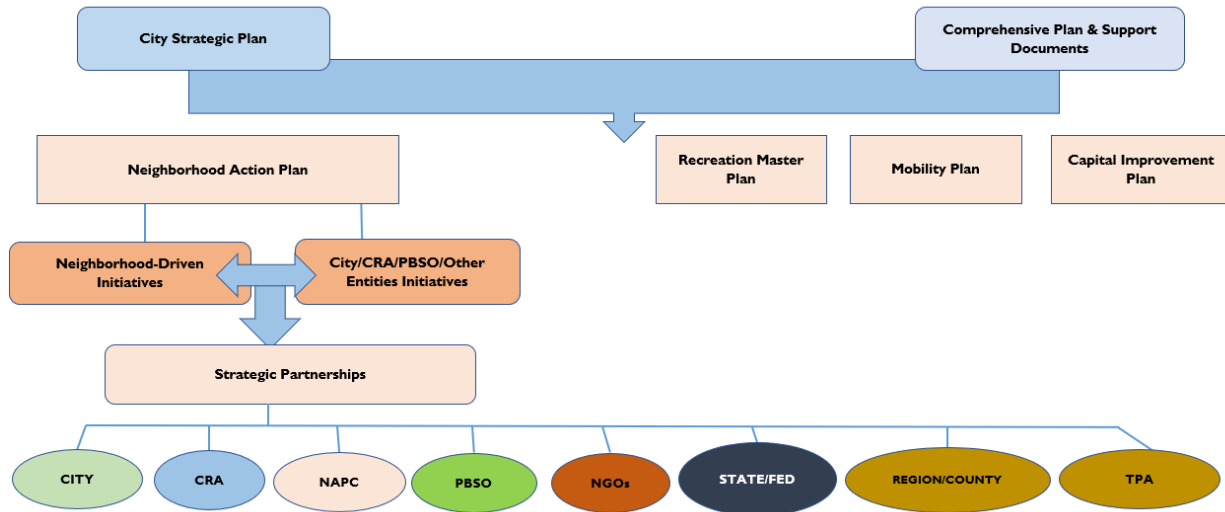 City Strategic Plan
Comprehensive Plan & Support
Documents
Neighborhood Action Plan
Recreation Master
Plan
Mobility Plan
Capital Improvement
Plan
Neighborhood-Driven
Initiatives
City/CRA/PBSO/Other
Entities Initiatives
Strategic Partnerships
CITY
CRA
NAPC
PBSO
NGOs
STATE/FED
REGION/COUNTY
TPA